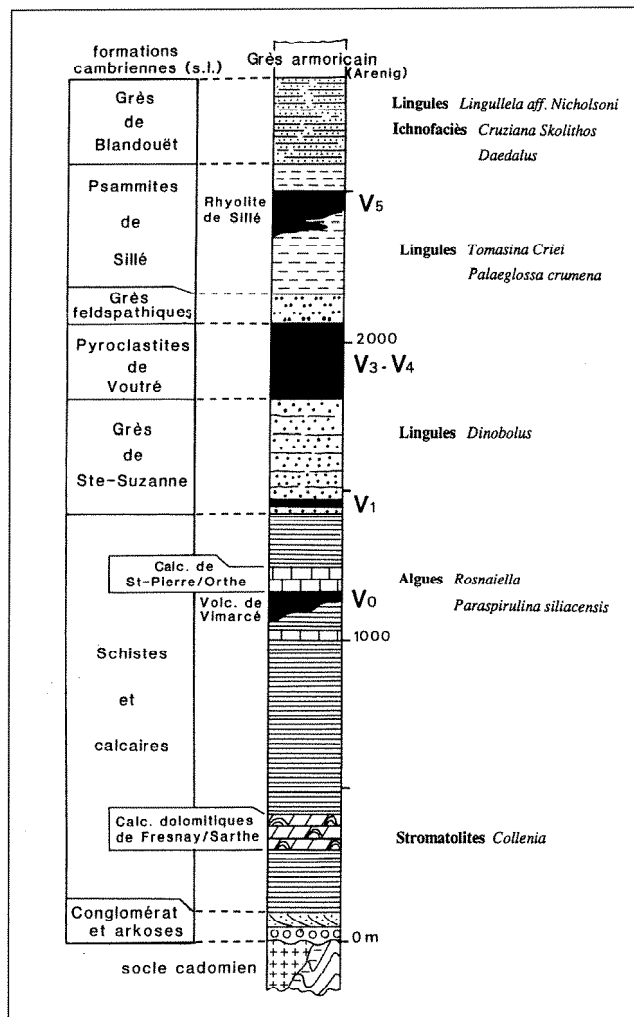 formations
cambriennes (s.l.)
Grès armoricain
(Arenig)
Grès
de
Blandouët
Lingules Lingullela aff. Nicholsoni
Ichnofaciès Cruziana Skolithos
Daedalus
Psammites
de
Sillé
Rhyolite
de Sillé
V5
Lingules Tomasina Criei
Palaeglossa crumena
Grès
feldspathiques
Pyroclastites
de
Voutré
2000
V3 - V4
Grès
de
Ste-Suzanne
Lingules Dinobolus
V1
Calc. de
St-Pierre/Orthe
Volc. de
Vimarcé
V0
Algues Rosnaiella
Paraspirulina siliacensis
1000
Schistes
et
calcaires
Calc. dolomitiques
de Fresnay/Sarthe
Stromatolites Collenia
Conglomérat
et arkoses
0 m
socle cadomien